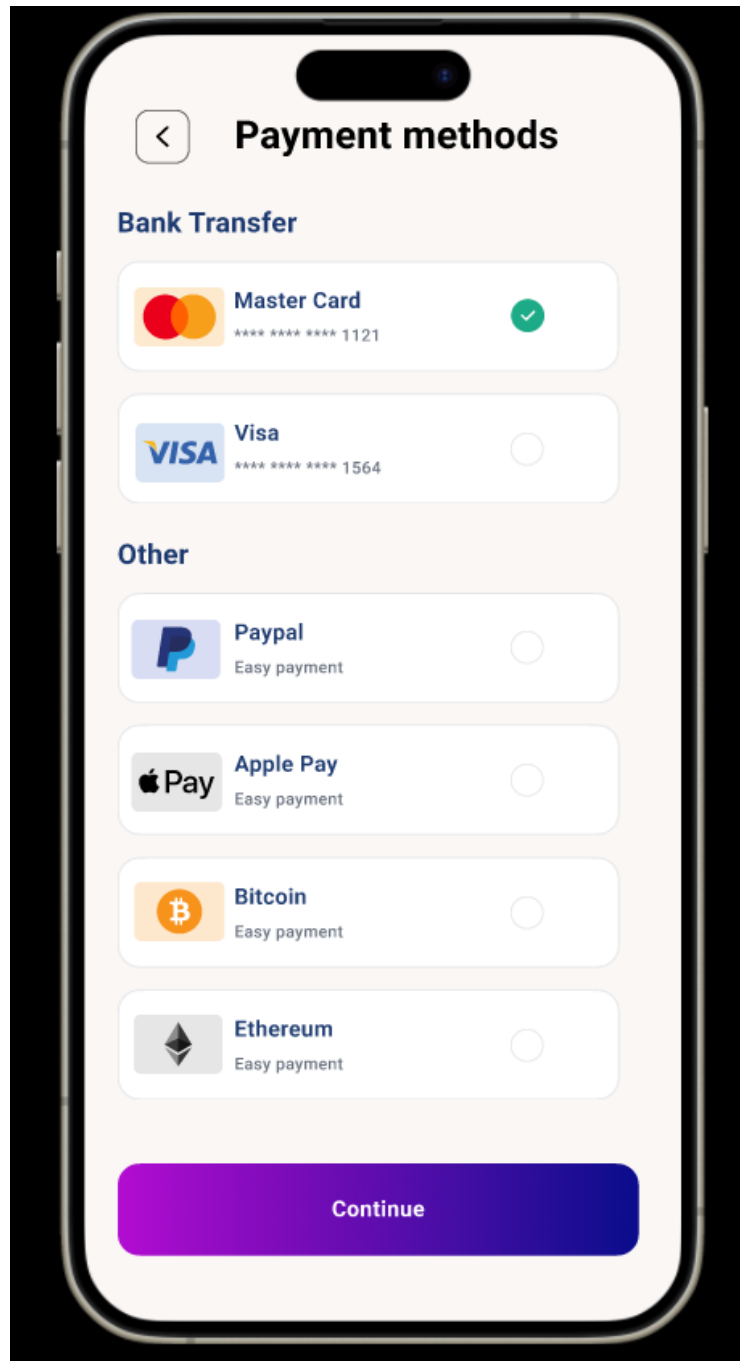 Payment methods
Bank Transfer
Master Card
**** **** **** 1121
VISA
Visa
**** **** **** 1564
Other
Paypal
Easy payment
Pay
Apple Pay
Easy payment
Bitcoin
Easy payment
Ethereum
Easy payment
Continue